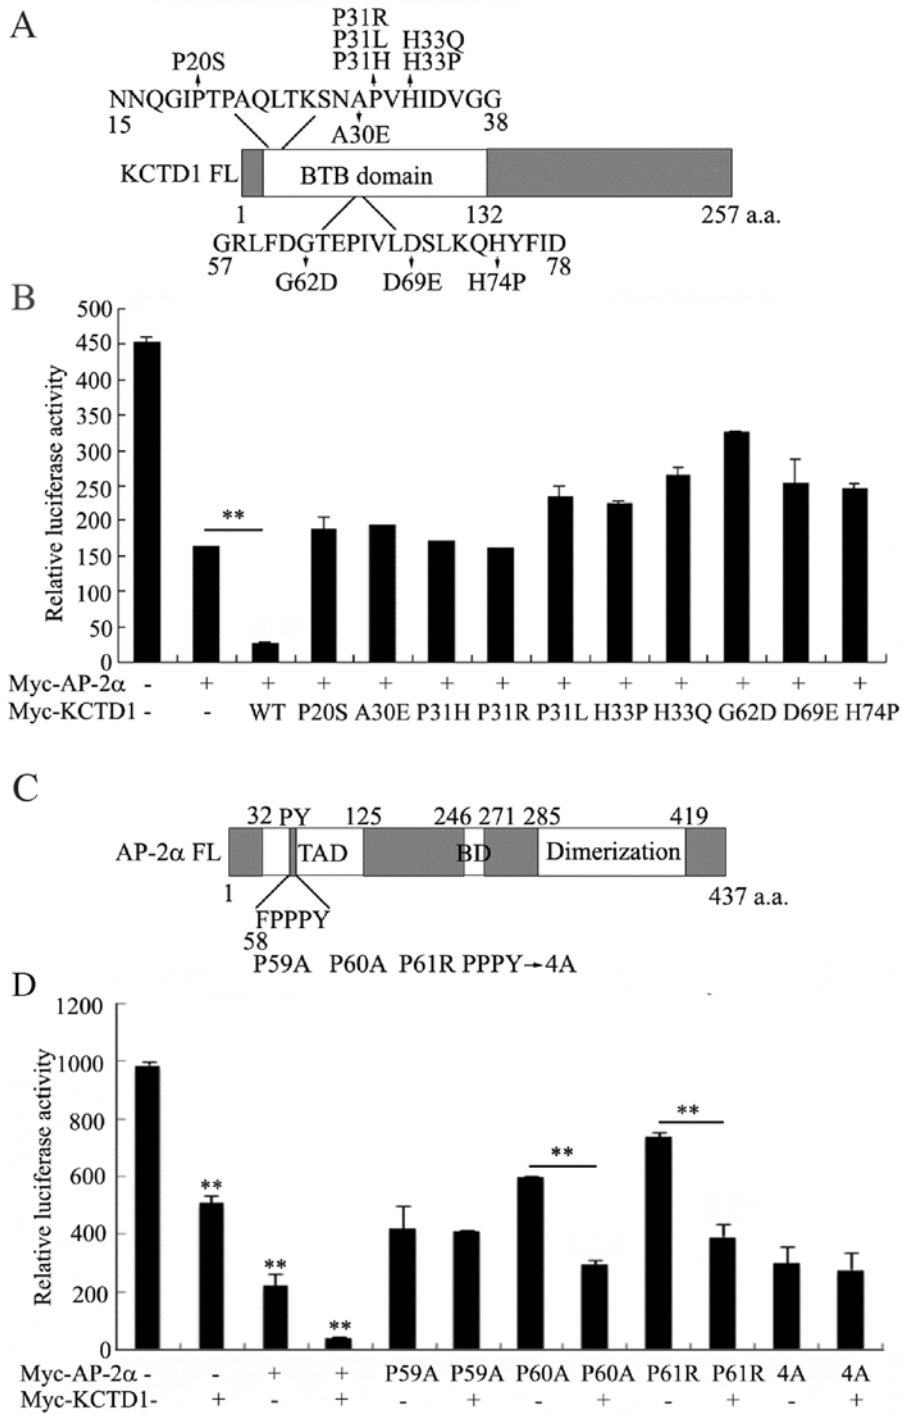 A
P31R
P31L H33Q
P20S P31H H33P
NNQGIPTPAQLTKSNAPVHIDVGG
15 A30E 38
KCTD1 FL BTB domain
1 132 257 a.a.
GRLFDGTEPIVLDSLKQHYFID
57 G62D D69E H74P 78
B
Relative luciferase activity
500
450
400
350
300
250
200
150
100
50
0
**
Myc-AP-2α - + + + + + + + + + + + +
Myc-KCTD1 - - WT P20S A30E P31H P31R P31L H33P H33Q G62D D69E H74P
C
32 PY 125 246 271 285 419
AP-2α FL TAD BD Dimerization
1 437 a.a.
FPPPY
58
P59A P60A P61R PPPY→4A
D
Relative luciferase activity
1200
1000
800
600
400
200
0
** ** ** ** **
Myc-AP-2α - - + + P59A P59A P60A P60A P61R P61R 4A 4A
Myc-KCTD1- + - + - + - + - + - +